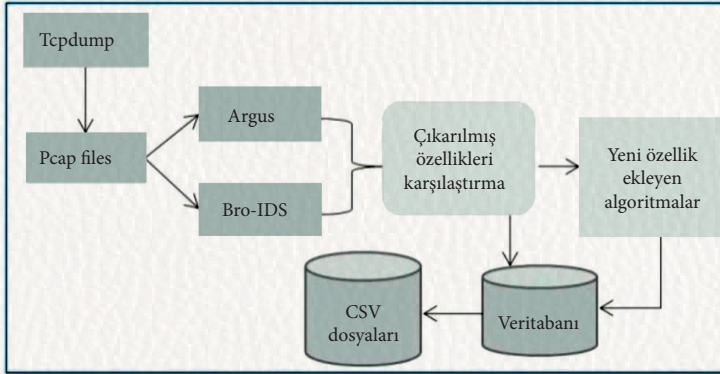 Tcpdump
Pcap files
Argus
Bro-IDS
Çıkarılmış
özellikleri
karşılaştırma
Yeni özellik
ekleyen
algoritmalar
CSV
dosyaları
Veritabanı